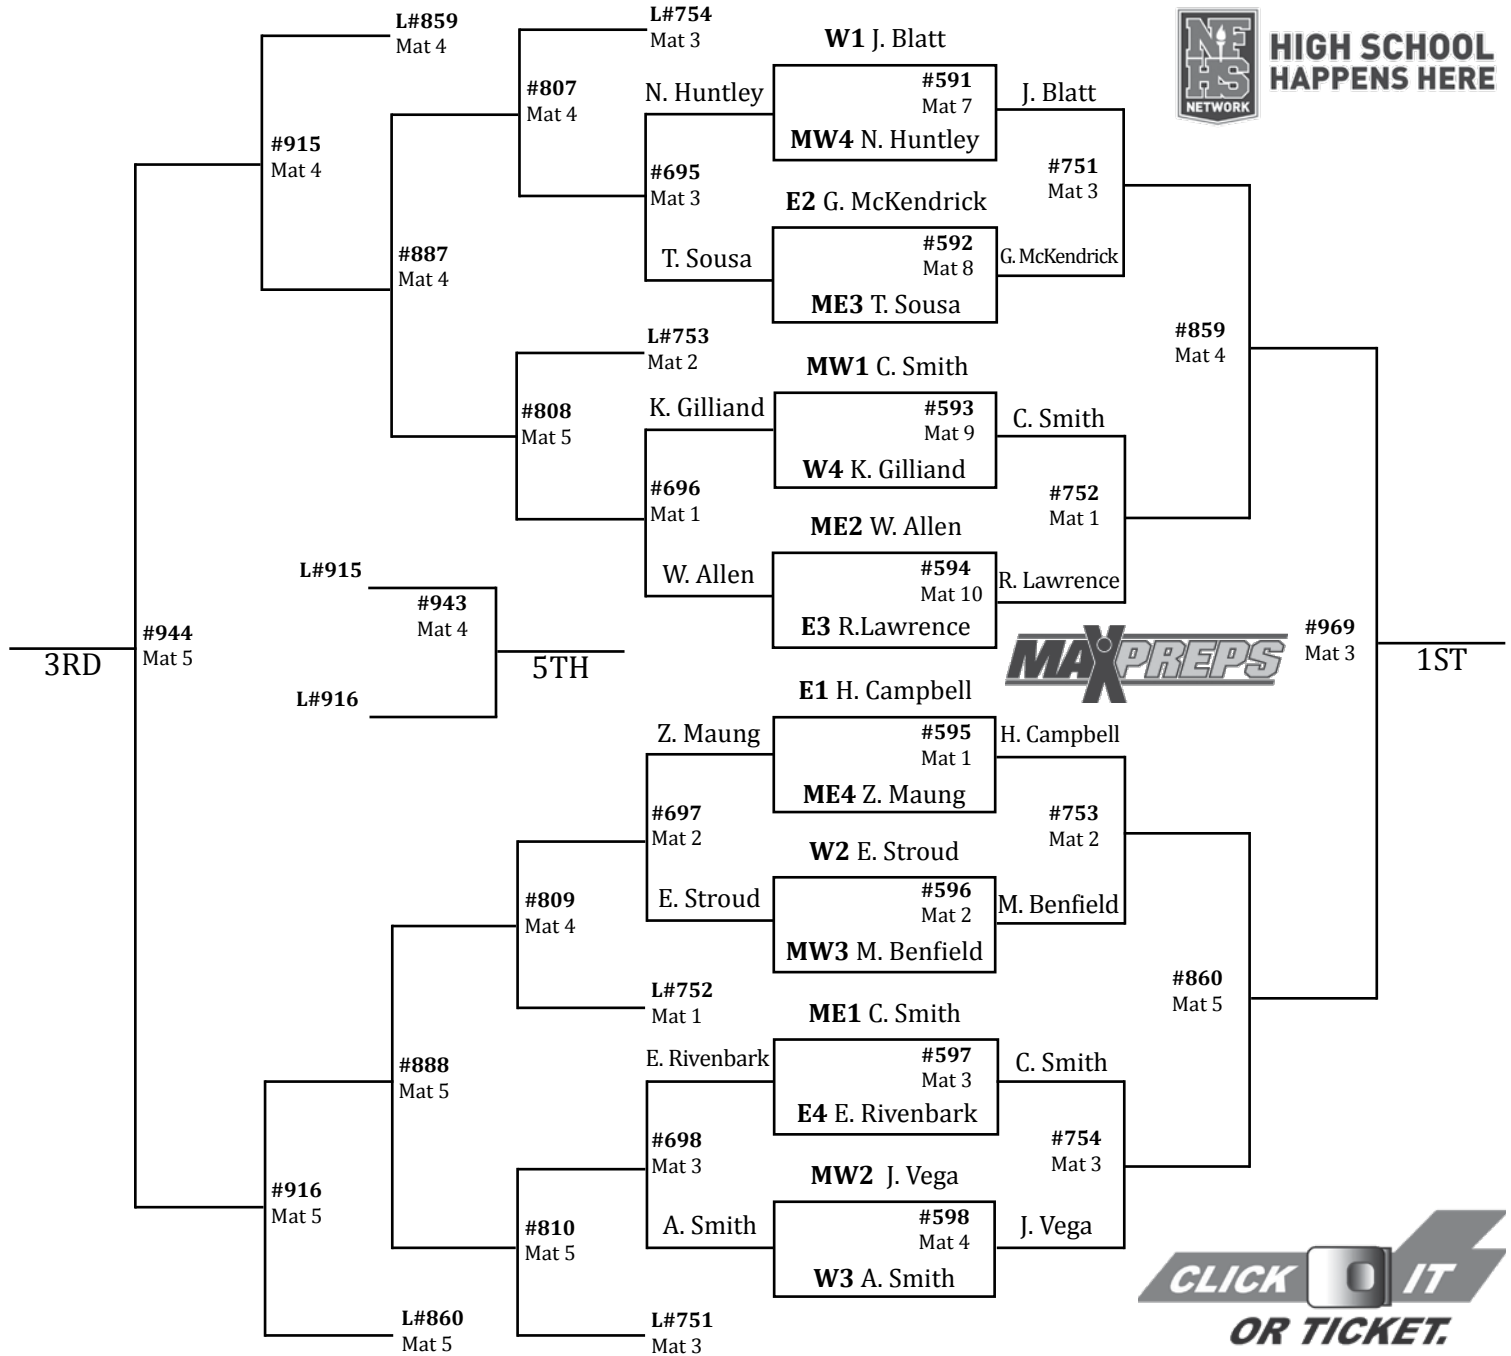 L#859
Mat 4
L#754
Mat 3
W1 J. Blatt
NF
HS
NETWORK
HIGH SCHOOL
HAPPENS HERE
#807
Mat 4
N. Huntley
#591
Mat 7
J. Blatt
MW4 N. Huntley
#915
Mat 4
#695
Mat 3
#751
Mat 3
E2 G. McKendrick
#887
Mat 4
T. Sousa
#592
Mat 8
G. McKendrick
ME3 T. Sousa
L#753
Mat 2
#859
Mat 4
MW1 C. Smith
#808
Mat 5
K. Gilliand
#593
Mat 9
C. Smith
W4 K. Gilliand
#696
Mat 1
#752
Mat 1
ME2 W. Allen
L#915
W. Allen
#594
Mat 10
R. Lawrence
#943
Mat 4
E3 R.Lawrence
#944
Mat 5
3RD
5TH
MAXPREPS
#969
Mat 3
1ST
L#916
E1 H. Campbell
Z. Maung
#595
Mat 1
H. Campbell
ME4 Z. Maung
#697
Mat 2
#753
Mat 2
W2 E. Stroud
#809
Mat 4
E. Stroud
#596
Mat 2
M. Benfield
MW3 M. Benfield
L#752
Mat 1
#860
Mat 5
ME1 C. Smith
#888
Mat 5
E. Rivenbark
#597
Mat 3
C. Smith
E4 E. Rivenbark
#698
Mat 3
#754
Mat 3
MW2 J. Vega
#916
Mat 5
#810
Mat 5
A. Smith
#598
Mat 4
J. Vega
W3 A. Smith
L#860
Mat 5
L#751
Mat 3
CLICK IT
OR TICKET.